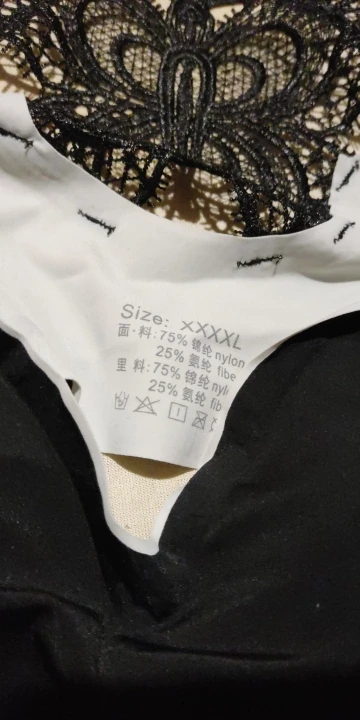 Size: XXXXL
面·料:75% 锦纶 nylon
25% 氨纶 fibe
里 料:75% 锦纶 nyl
25% 氨纶 fib